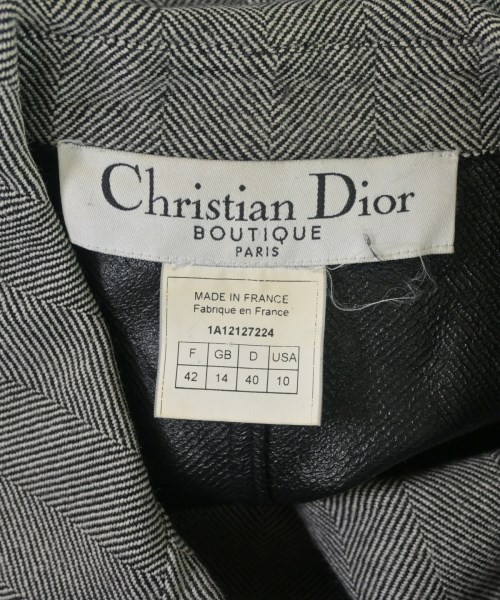 Christian Dior
BOUTIQUE
PARIS
MADE IN FRANCE
Fabriqué en France
1A12127224
F GB D USA
42 14 40 10